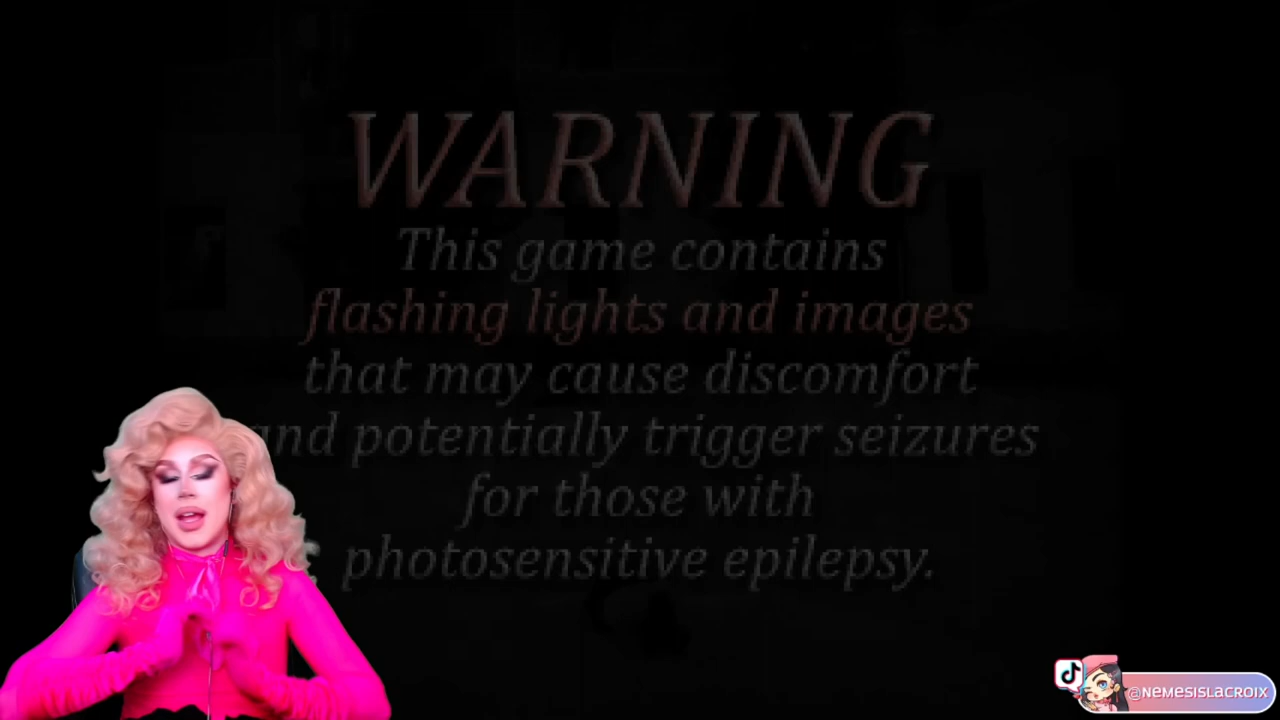 WARNING
This game contains
flashing lights and images
that may cause discomfort
and potentially trigger seizures
for those with
photosensitive epilepsy.
@NEMESISLACROIX